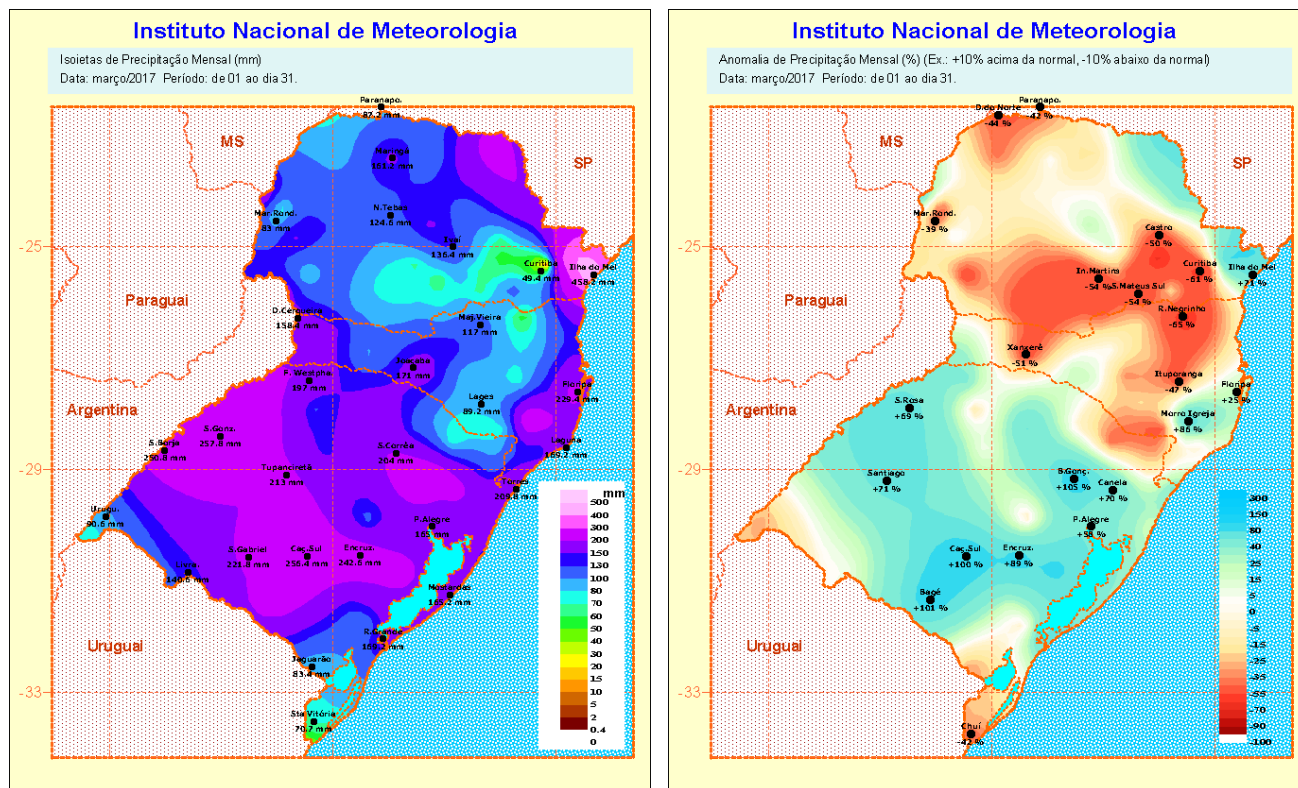 Instituto Nacional de Meteorologia
Isoietas de Precipitação Mensal (mm)
Data: março/2017 Período: de 01 ao dia 31.
Paranapo.
87.2 mm
MS
Maringá
151.2 mm
SP
Mar.Rond.
83 mm
N.Tebas
124.6 mm
-25
Ivaí
136.4 mm
Curitiba
49.4 mm
Ilha do Mel
458.2 mm
Paraguai
D.Cerqueira
158.4 mm
Maj.Vieira
117 mm
Joaçaba
171 mm
F. Westpha
197 mm
Floripa
229.4 mm
Lages
89.2 mm
Argentina
S.Gonz.
257.8 mm
S.Borja
250.8 mm
S.Corrêa
204 mm
Laguna
169.2 mm
-29
Tupanciretã
213 mm
Torres
209.8 mm
Urugu.
90.6 mm
P.Alegre
165 mm
S.Gabriel
221.8 mm
Caç.Sul
256.4 mm
Encruz.
242.6 mm
Livra.
140.6 mm
Mostardas
165.2 mm
Uruguai
R.Grande
Jaguarão
83.4 mm
-33
Sta Vitória
70.7 mm
mm
500
400
300
200
150
130
100
80
70
60
50
40
30
20
15
10
5
2
0.4
0
Instituto Nacional de Meteorologia
Anomalia de Precipitação Mensal (%) (Ex.: +10% acima da normal, -10% abaixo da normal)
Data: março/2017 Período: de 01 ao dia 31.
D.do Norte
-44 %
Paranapo.
-42 %
MS
SP
Mar.Rond.
-39 %
Castro
-50 %
-25
In.Martins
-54 %
Curitiba
-61 %
Ilha do Mel
+71 %
S.Mateus Sul
-54 %
Paraguai
R.Negrinho
-65 %
Xanxerê
-51 %
Ituporanga
-47 %
Floripa
+25 %
Argentina
S.Rosa
+69 %
Morro Igreja
+86 %
-29
Santiago
+71 %
B.Gonç.
+105 %
Canela
+70 %
P.Alegre
+58 %
Caç.Sul
+100 %
Encruz.
+89 %
Bagé
+101 %
Uruguai
-33
Chuí
-42 %
300
150
80
40
25
15
5
0
-5
-15
-25
-35
-55
-70
-90
-100